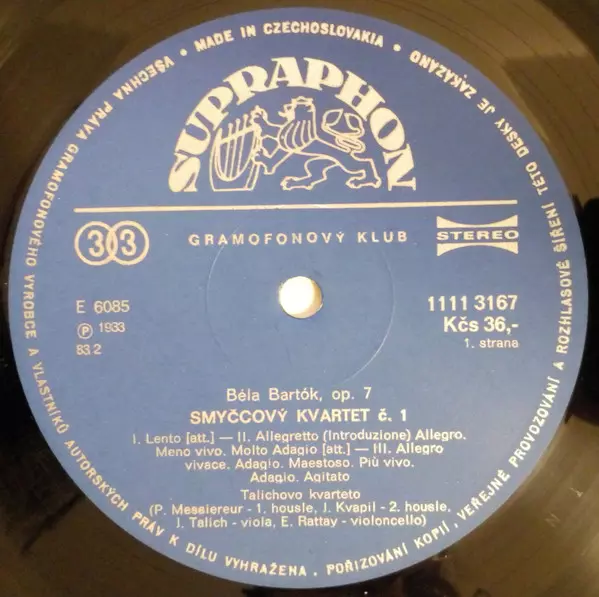 VŠECHNA PRÁVA GRAMOFONOVÉHO VÝROBCE A VLASTNÍKŮ AUTORSKÝCH PRÁV K DÍLU VYHRAŽENA. POŘIZOVÁNÍ KOPIÍ, VEŘEJNÉ PROVOZOVÁNÍ A ROZHLASOVÉ ŠÍŘENÍ TÉTO DESKY JE ZAKÁZÁNO • MADE IN CZECHOSLOVAKIA •
SUPRAPHON
33
GRAMOFONOVÝ KLUB
STEREO
E 6085
1111 3167
Ⓟ 1933
Kčs 36,-
83,2
1. strana
Béla Bartók, op. 7
SMYČCOVÝ KVARTET č. 1
I. Lento [att.] — II. Allegretto (Introduzione) Allegro.
Meno vivo. Molto Adagio [att.] — III. Allegro
vivace. Adagio. Maestoso. Più vivo.
Adagio. Agitato
Talichovo kvarteto
(P. Messiereur - 1. housle, J. Kvapil - 2. housle.
J. Talich - viola, E. Rattay - violoncello)